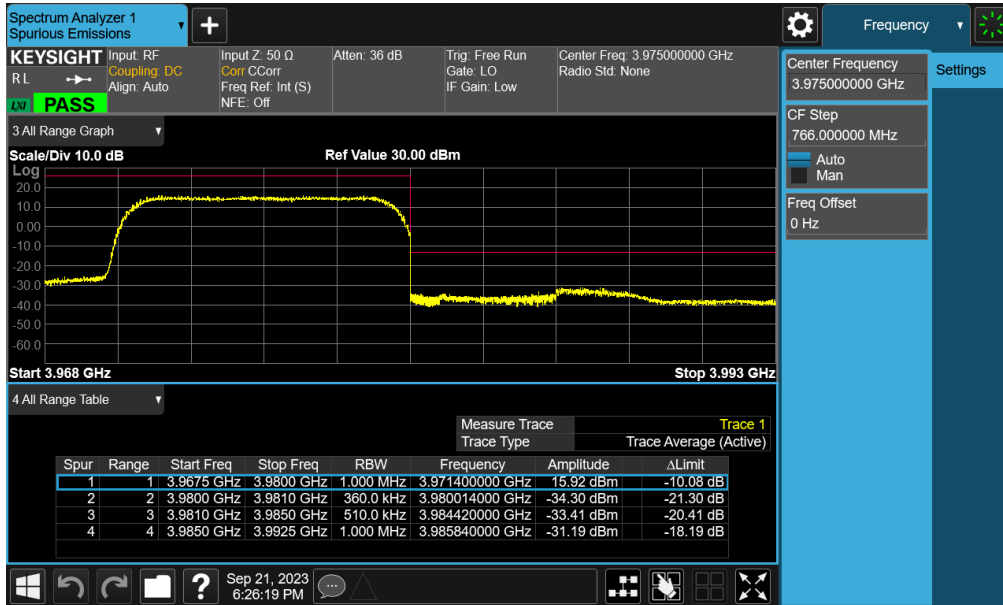 Spectrum Analyzer 1
Spurious Emissions
Frequency
KEYSIGHT
R L
LXI
PASS
Input: RF
Coupling: DC
Align: Auto
Input Z: 50 Ω
Corr CCorr
Freq Ref: Int (S)
NFE: Off
Atten: 36 dB
Trig: Free Run
Gate: LO
IF Gain: Low
Center Freq: 3.975000000 GHz
Radio Std: None
Center Frequency
3.975000000 GHz
Settings
CF Step
766.000000 MHz
Auto
Man
Freq Offset
0 Hz
3 All Range Graph
Scale/Div 10.0 dB
Ref Value 30.00 dBm
Log
20.0
10.0
0.00
-10.0
-20.0
-30.0
-40.0
-50.0
-60.0
Start 3.968 GHz
Stop 3.993 GHz
4 All Range Table
Measure Trace Trace 1
Trace Type Trace Average (Active)
Spur Range Start Freq Stop Freq RBW Frequency Amplitude ΔLimit
1 1 3.9675 GHz 3.9800 GHz 1.000 MHz 3.971400000 GHz 15.92 dBm -10.08 dB
2 2 3.9800 GHz 3.9810 GHz 360.0 kHz 3.980014000 GHz -34.30 dBm -21.30 dB
3 3 3.9810 GHz 3.9850 GHz 510.0 kHz 3.984420000 GHz -33.41 dBm -20.41 dB
4 4 3.9850 GHz 3.9925 GHz 1.000 MHz 3.985840000 GHz -31.19 dBm -18.19 dB
?
Sep 21, 2023
6:26:19 PM